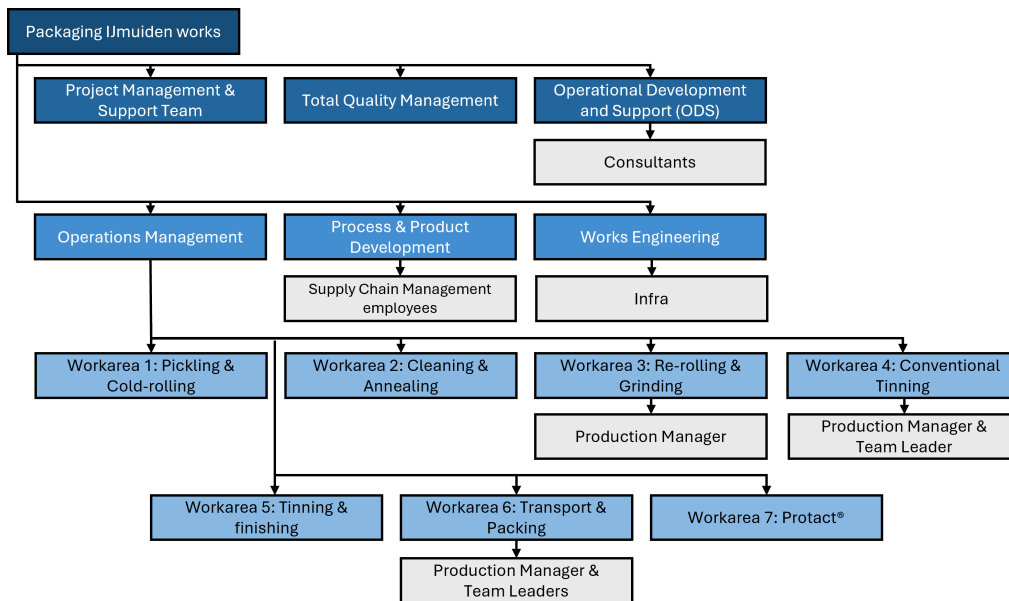 Packaging IJmuiden works
Project Management &
Support Team
Total Quality Management
Operational Development
and Support (ODS)
Consultants
Operations Management
Process & Product
Development
Works Engineering
Supply Chain Management
employees
Infra
Workarea 1: Pickling &
Cold-rolling
Workarea 2: Cleaning &
Annealing
Workarea 3: Re-rolling &
Grinding
Workarea 4: Conventional
Tinning
Production Manager
Production Manager &
Team Leader
Workarea 5: Tinning &
finishing
Workarea 6: Transport &
Packing
Workarea 7: Protact®
Production Manager &
Team Leaders